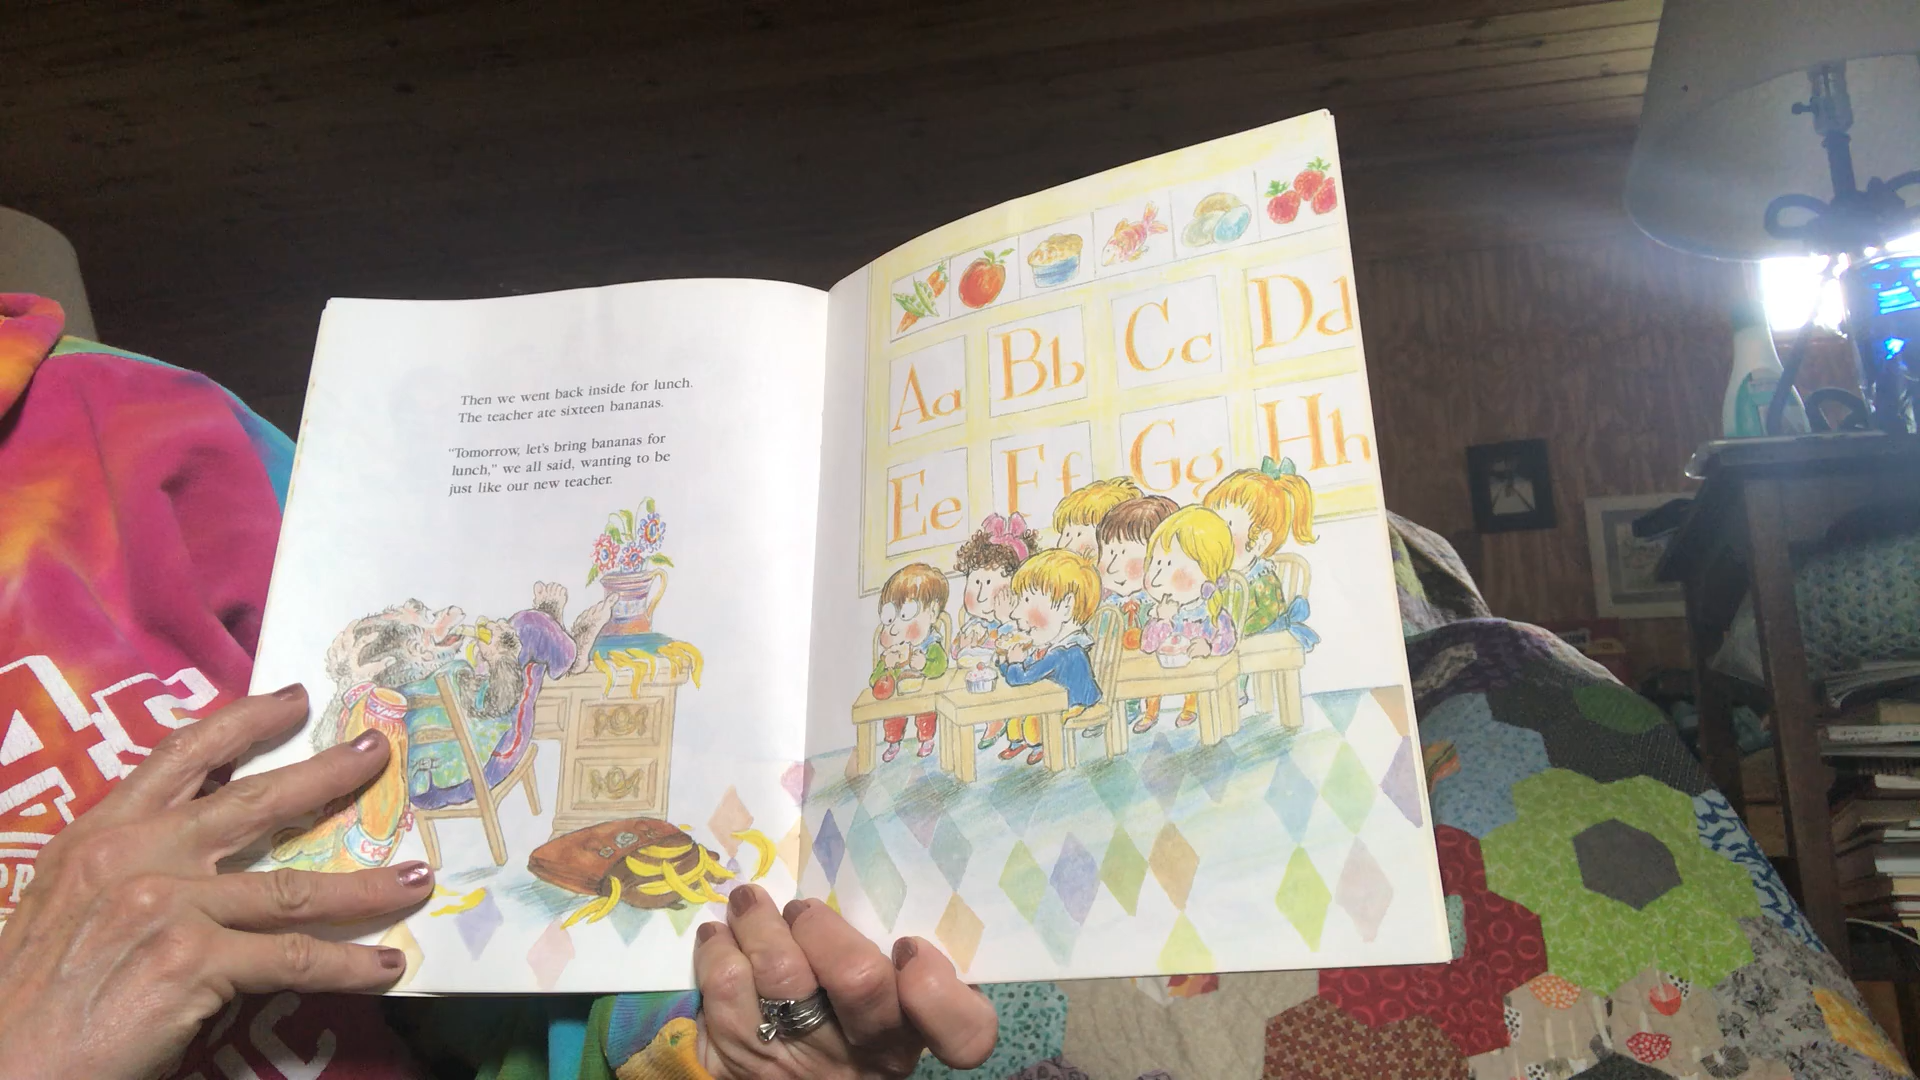 Then we went back inside for lunch.
The teacher ate sixteen bananas.
"Tomorrow, let's bring bananas for
lunch," we all said, wanting to be
just like our new teacher.
Aa Bb Cc Dd
Ee Ff Gg Hh